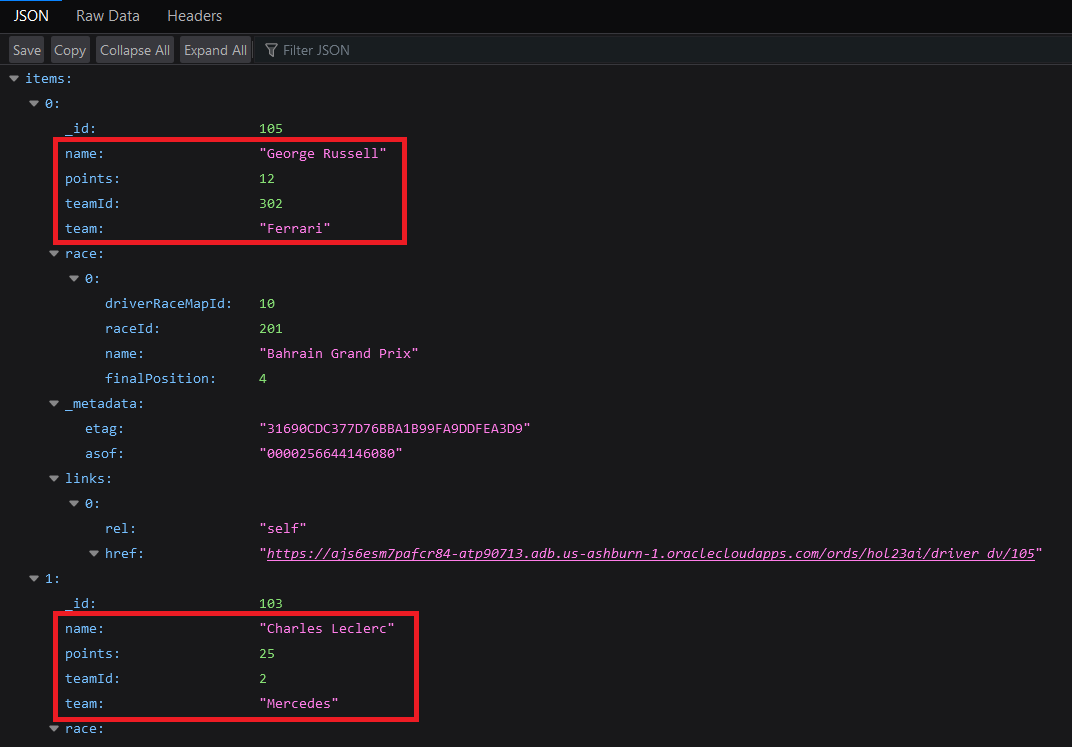 JSON Raw Data Headers
Save Copy Collapse All Expand All Filter JSON
items:
0:
_id: 105
name: "George Russell"
points: 12
teamId: 302
team: "Ferrari"
race:
0:
driverRaceMapId: 10
raceId: 201
name: "Bahrain Grand Prix"
finalPosition: 4
_metadata:
etag: "31690CDC377D76BBA1B99FA9DDFEA3D9"
asof: "0000256644146080"
links:
0:
rel: "self"
href: "https://ajs6esm7pafcr84-atp90713.adb.us-ashburn-1.oraclecloudapps.com/ords/hol23ai/driver_dv/105"
1:
_id: 103
name: "Charles Leclerc"
points: 25
teamId: 2
team: "Mercedes"
race: